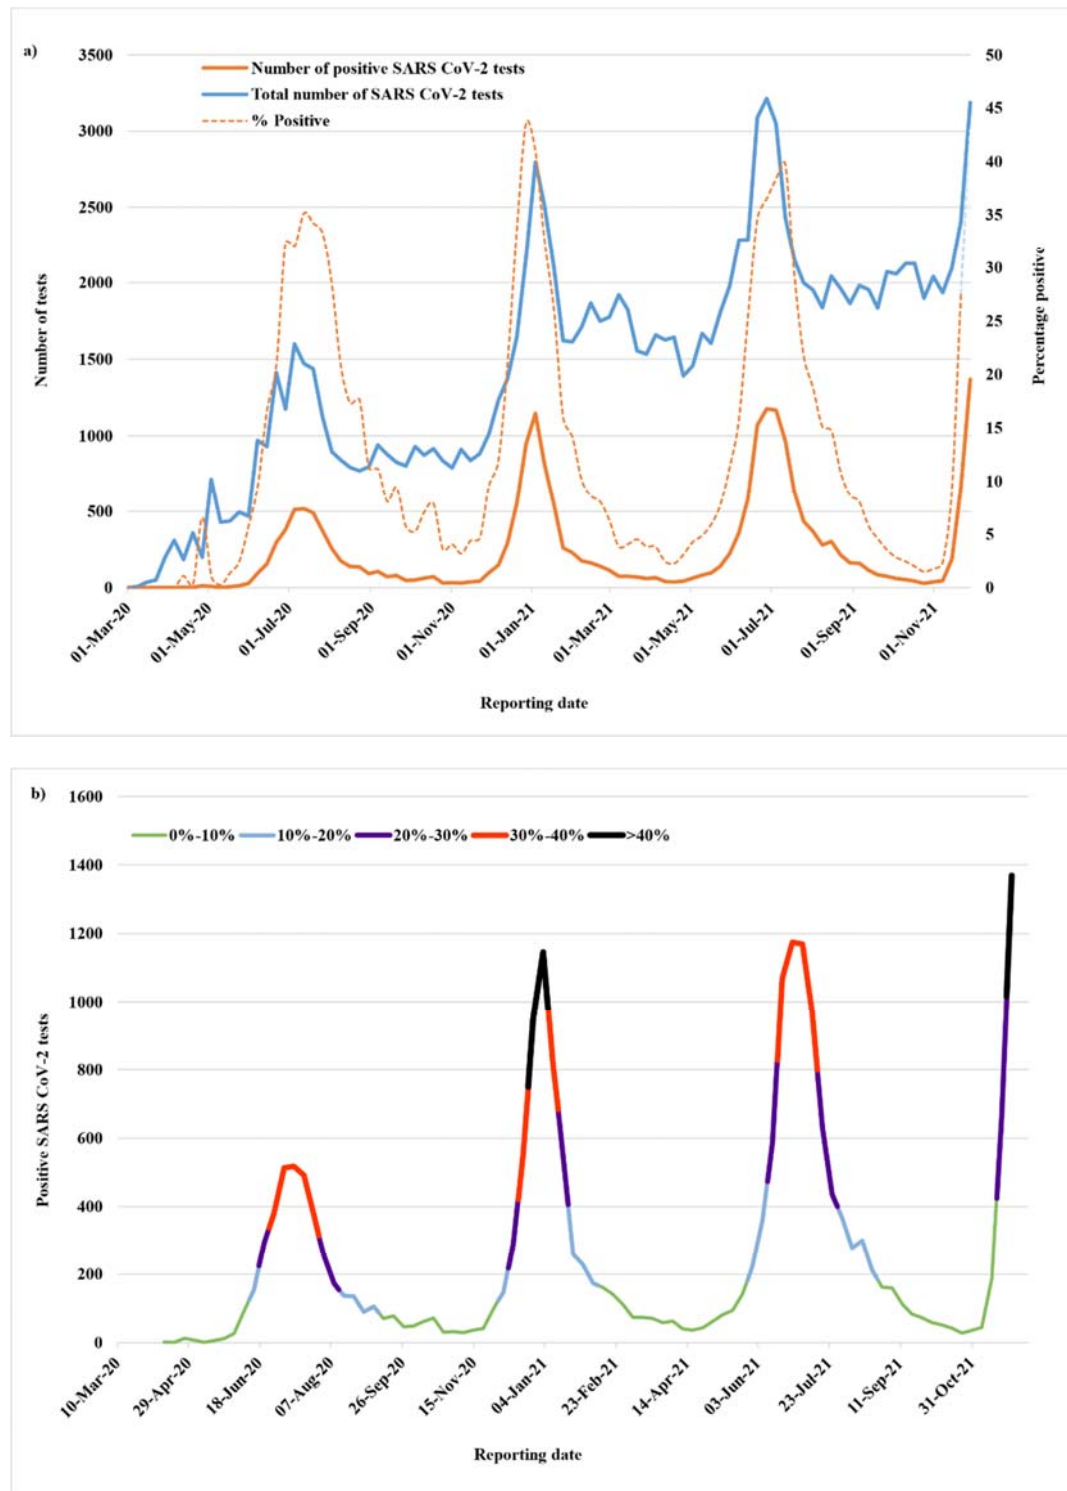 a)
3500
3000
2500
2000
1500
1000
500
0
Number of tests
Number of positive SARS CoV-2 tests
Total number of SARS CoV-2 tests
% Positive
50
45
40
35
30
25
20
15
10
5
0
Percentage positive
01-Mar-20
01-May-20
01-Jul-20
01-Sep-20
01-Nov-20
01-Jan-21
01-Mar-21
01-May-21
01-Jul-21
01-Sep-21
01-Nov-21
Reporting date
b)
1600
1400
1200
1000
800
600
400
200
0
Positive SARS CoV-2 tests
0%-10% 10%-20% 20%-30% 30%-40% >40%
10-Mar-20
29-Apr-20
18-Jun-20
07-Aug-20
26-Sep-20
15-Nov-20
04-Jan-21
23-Feb-21
14-Apr-21
03-Jun-21
23-Jul-21
11-Sep-21
31-Oct-21
Reporting date